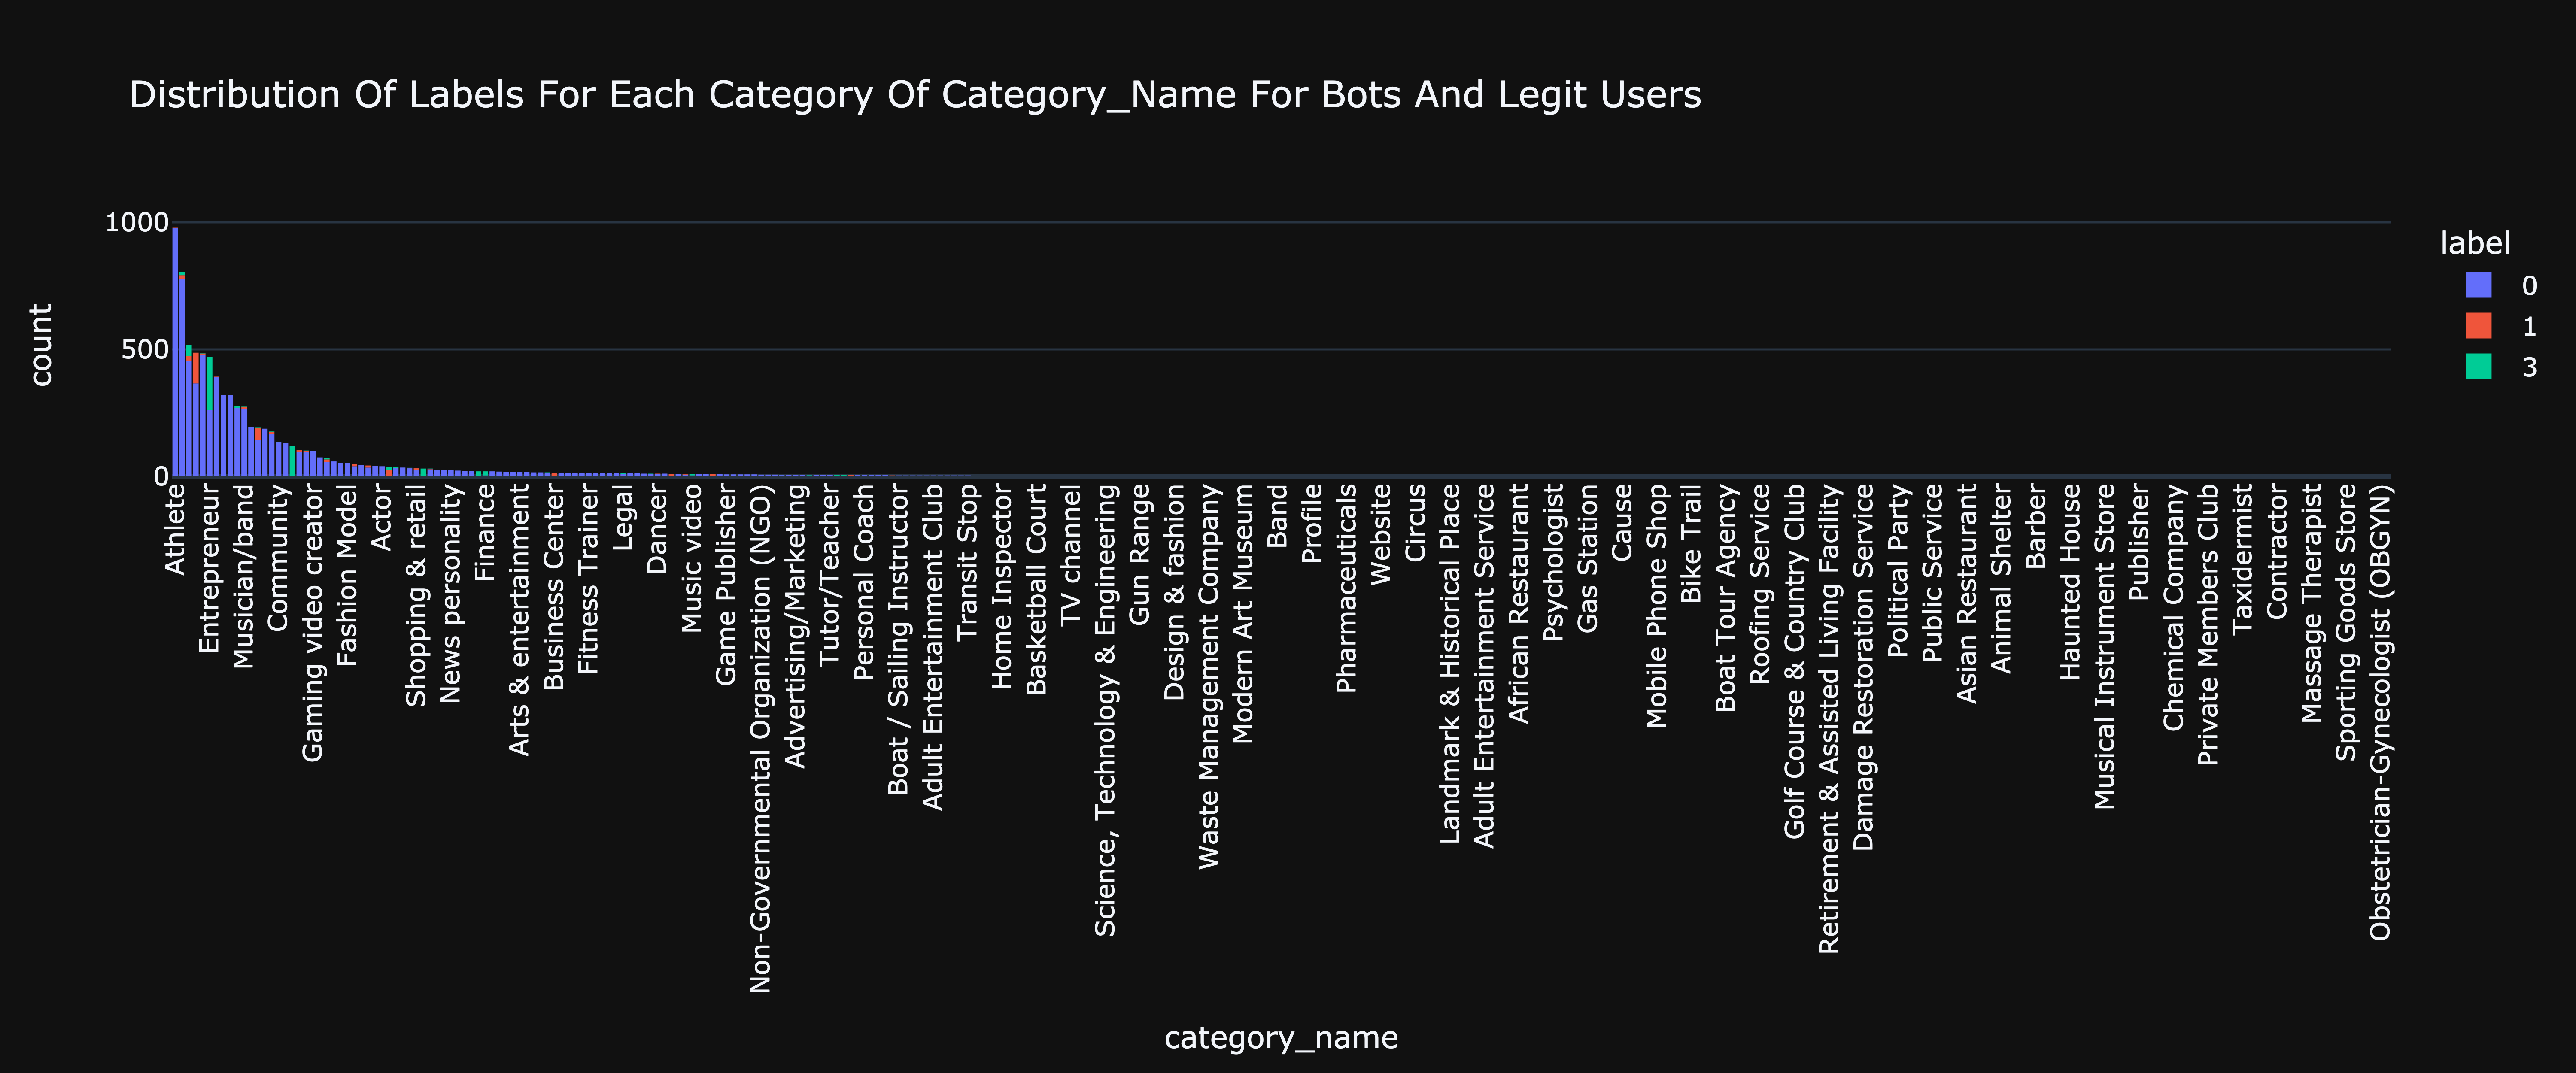 Distribution Of Labels For Each Category Of Category_Name For Bots And Legit Users
1000
500
0
count
label
0
1
3
Athlete
Entrepreneur
Musician/band
Community
Gaming video creator
Fashion Model
Actor
Shopping & retail
News personality
Finance
Arts & entertainment
Business Center
Fitness Trainer
Legal
Dancer
Music video
Game Publisher
Non-Governmental Organization (NGO)
Advertising/Marketing
Tutor/Teacher
Personal Coach
Boat / Sailing Instructor
Adult Entertainment Club
Transit Stop
Home Inspector
Basketball Court
TV channel
Science, Technology & Engineering
Gun Range
Design & fashion
Waste Management Company
Modern Art Museum
Band
Profile
Pharmaceuticals
Website
Circus
Landmark & Historical Place
Adult Entertainment Service
African Restaurant
Psychologist
Gas Station
Cause
Mobile Phone Shop
Bike Trail
Boat Tour Agency
Roofing Service
Golf Course & Country Club
Retirement & Assisted Living Facility
Damage Restoration Service
Political Party
Public Service
Asian Restaurant
Animal Shelter
Barber
Haunted House
Musical Instrument Store
Publisher
Chemical Company
Private Members Club
Taxidermist
Contractor
Massage Therapist
Sporting Goods Store
Obstetrician-Gynecologist (OBGYN)
category_name